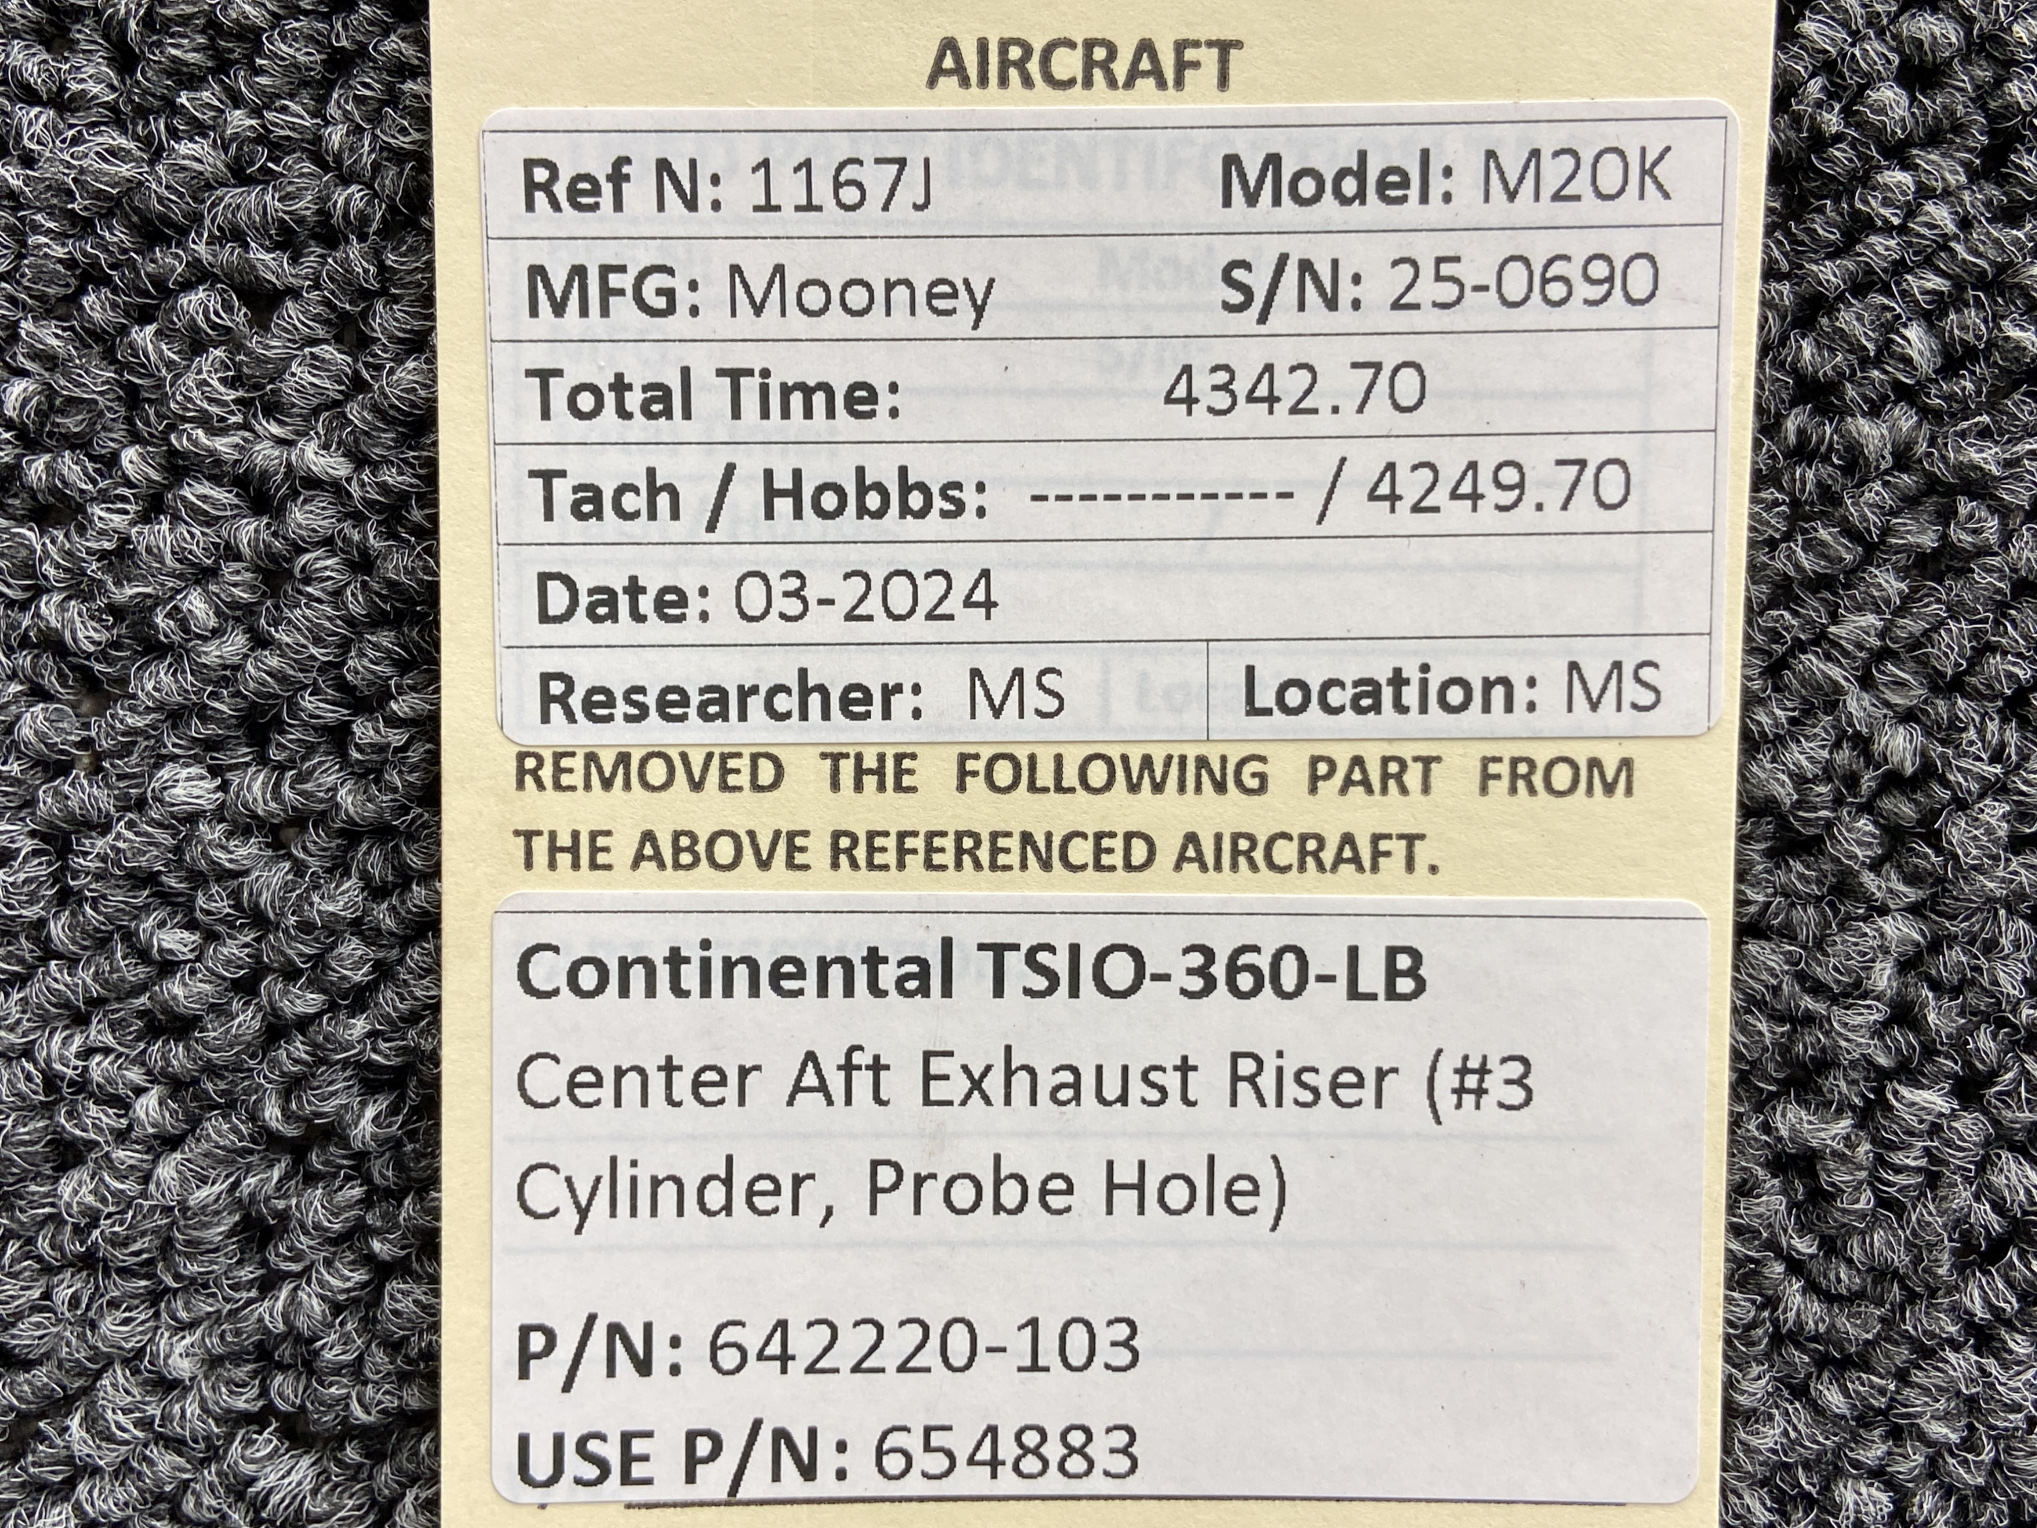 AIRCRAFT
Ref N: 1167J Model: M20K
MFG: Mooney S/N: 25-0690
Total Time: 4342.70
Tach / Hobbs: ----------- / 4249.70
Date: 03-2024
Researcher: MS Location: MS
REMOVED THE FOLLOWING PART FROM
THE ABOVE REFERENCED AIRCRAFT.
Continental TSIO-360-LB
Center Aft Exhaust Riser (#3
Cylinder, Probe Hole)
P/N: 642220-103
USE P/N: 654883